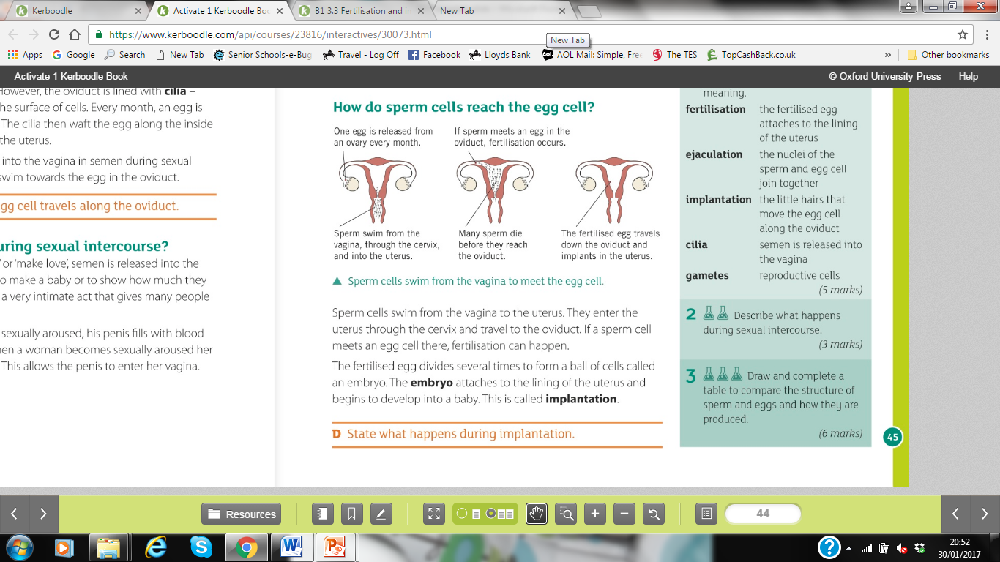 Kerboodle
Activate 1 Kerboodle Boo
B1 3.3 Fertilisation and in
New Tab
https://www.kerboodle.com/api/courses/23816/interactives/30073.html
New Tab
Apps
Google
Search
New Tab
Senior Schools-e-Bug
Travel - Log Off
Facebook
Lloyds Bank
Aol.
AOL Mail: Simple, Free
The TES
TopCashBack.co.uk
»
Other bookmarks
Activate 1 Kerboodle Book
© Oxford University Press
Help
However, the oviduct is lined with cilia –
he surface of cells. Every month, an egg is
The cilia then waft the egg along the inside
the uterus.
into the vagina in semen during sexual
swim towards the egg in the oviduct.
gg cell travels along the oviduct.
uring sexual intercourse?
' or 'make love', semen is released into the
o make a baby or to show how much they
a very intimate act that gives many people
sexually aroused, his penis fills with blood
hen a woman becomes sexually aroused her
This allows the penis to enter her vagina.
How do sperm cells reach the egg cell?
One egg is released from
an ovary every month.
If sperm meets an egg in the
oviduct, fertilisation occurs.
Sperm swim from the
vagina, through the cervix,
and into the uterus.
Many sperm die
before they reach
the oviduct.
The fertilised egg travels
down the oviduct and
implants in the uterus.
▲ Sperm cells swim from the vagina to meet the egg cell.
Sperm cells swim from the vagina to the uterus. They enter the
uterus through the cervix and travel to the oviduct. If a sperm cell
meets an egg cell there, fertilisation can happen.
The fertilised egg divides several times to form a ball of cells called
an embryo. The embryo attaches to the lining of the uterus and
begins to develop into a baby. This is called implantation.
D State what happens during implantation.
meaning.
fertilisation the fertilised egg
attaches to the lining
of the uterus
ejaculation the nuclei of the
sperm and egg cell
join together
implantation the little hairs that
move the egg cell
along the oviduct
cilia semen is released into
the vagina
gametes reproductive cells
(5 marks)
2 Describe what happens
during sexual intercourse.
(3 marks)
3 Draw and complete a
table to compare the structure of
sperm and eggs and how they are
produced.
(6 marks)
45
Resources
44
20:52
30/01/2017